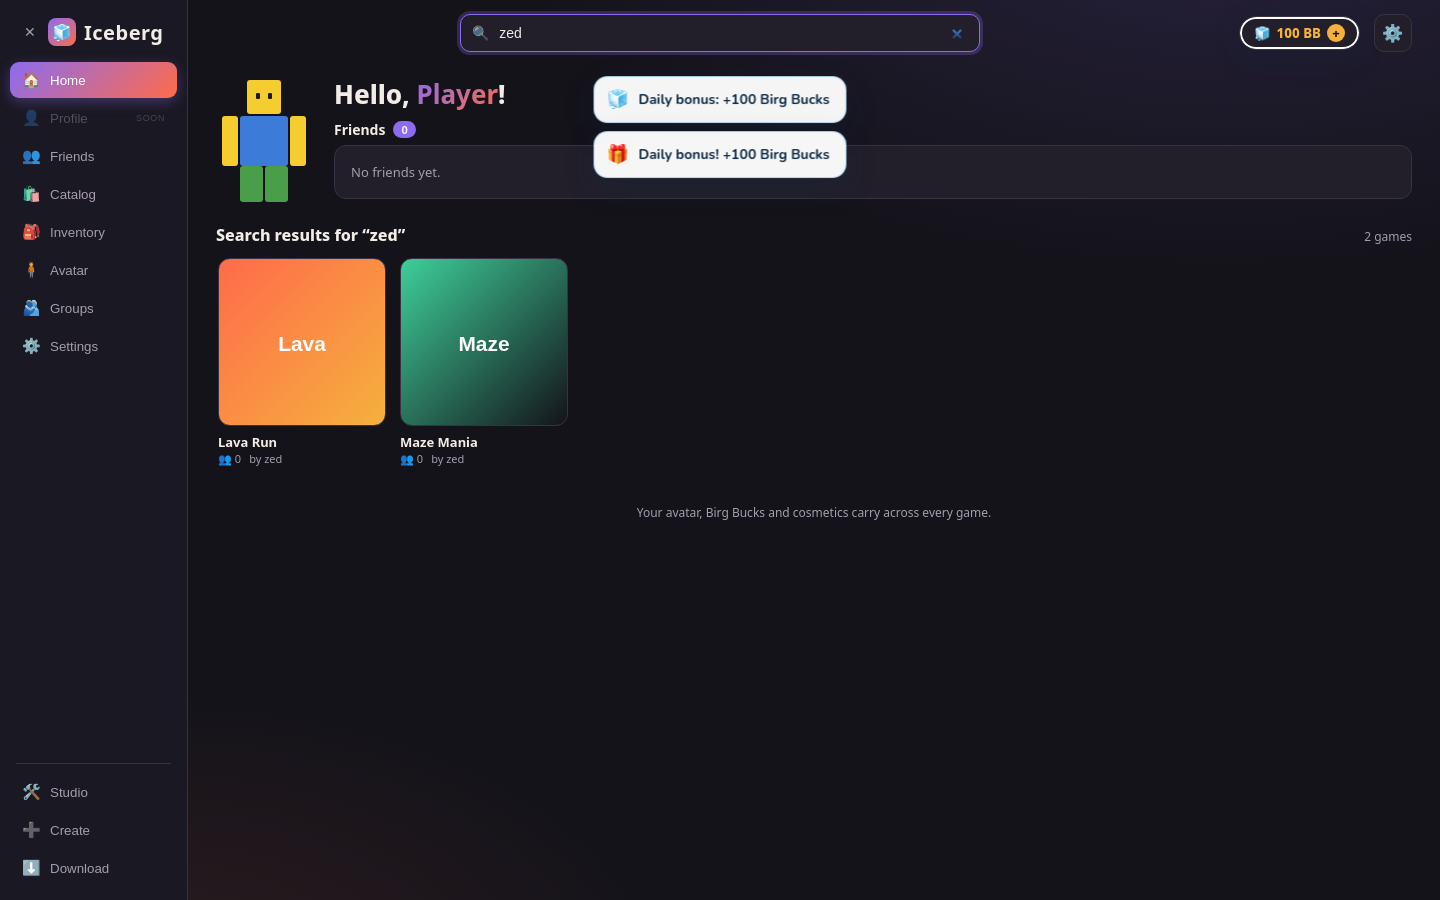 ✕ Iceberg
Home
Profile SOON
Friends
Catalog
Inventory
Avatar
Groups
Settings
Studio
Create
Download
zed
100 BB +
Hello, Player!
Friends 0
No friends yet.
Daily bonus: +100 Birg Bucks
Daily bonus! +100 Birg Bucks
Search results for “zed”
2 games
Lava
Lava Run
0 by zed
Maze
Maze Mania
0 by zed
Your avatar, Birg Bucks and cosmetics carry across every game.